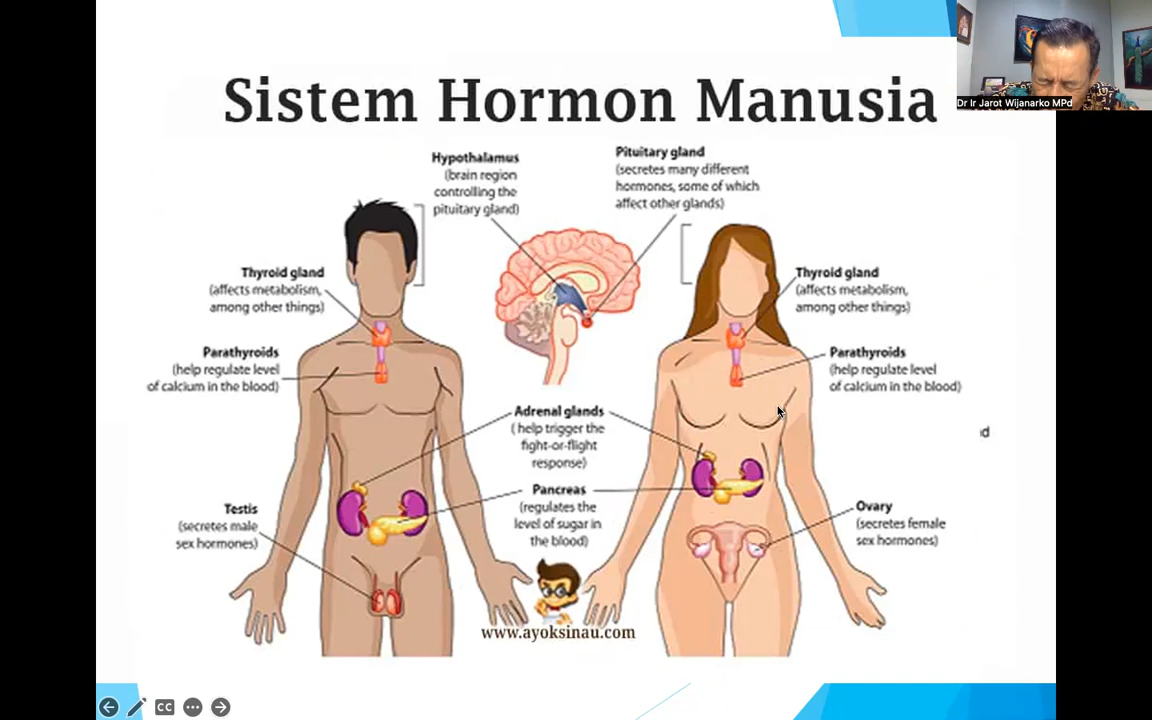 Sistem Hormon Manusia
Dr Ir Jarot Wijanarko MPd
Hypothalamus
(brain region
controlling the
pituitary gland)
Pituitary gland
(secretes many different
hormones, some of which
affect other glands)
Thyroid gland
(affects metabolism,
among other things)
Thyroid gland
(affects metabolism,
among other things)
Parathyroids
(help regulate level
of calcium in the blood)
Parathyroids
(help regulate level
of calcium in the blood)
Adrenal glands
( help trigger the
fight-or-flight
response)
d
Pancreas
(regulates the
level of sugar in
the blood)
Testis
(secretes male
sex hormones)
Ovary
(secretes female
sex hormones)
www.ayoksinau.com
CC